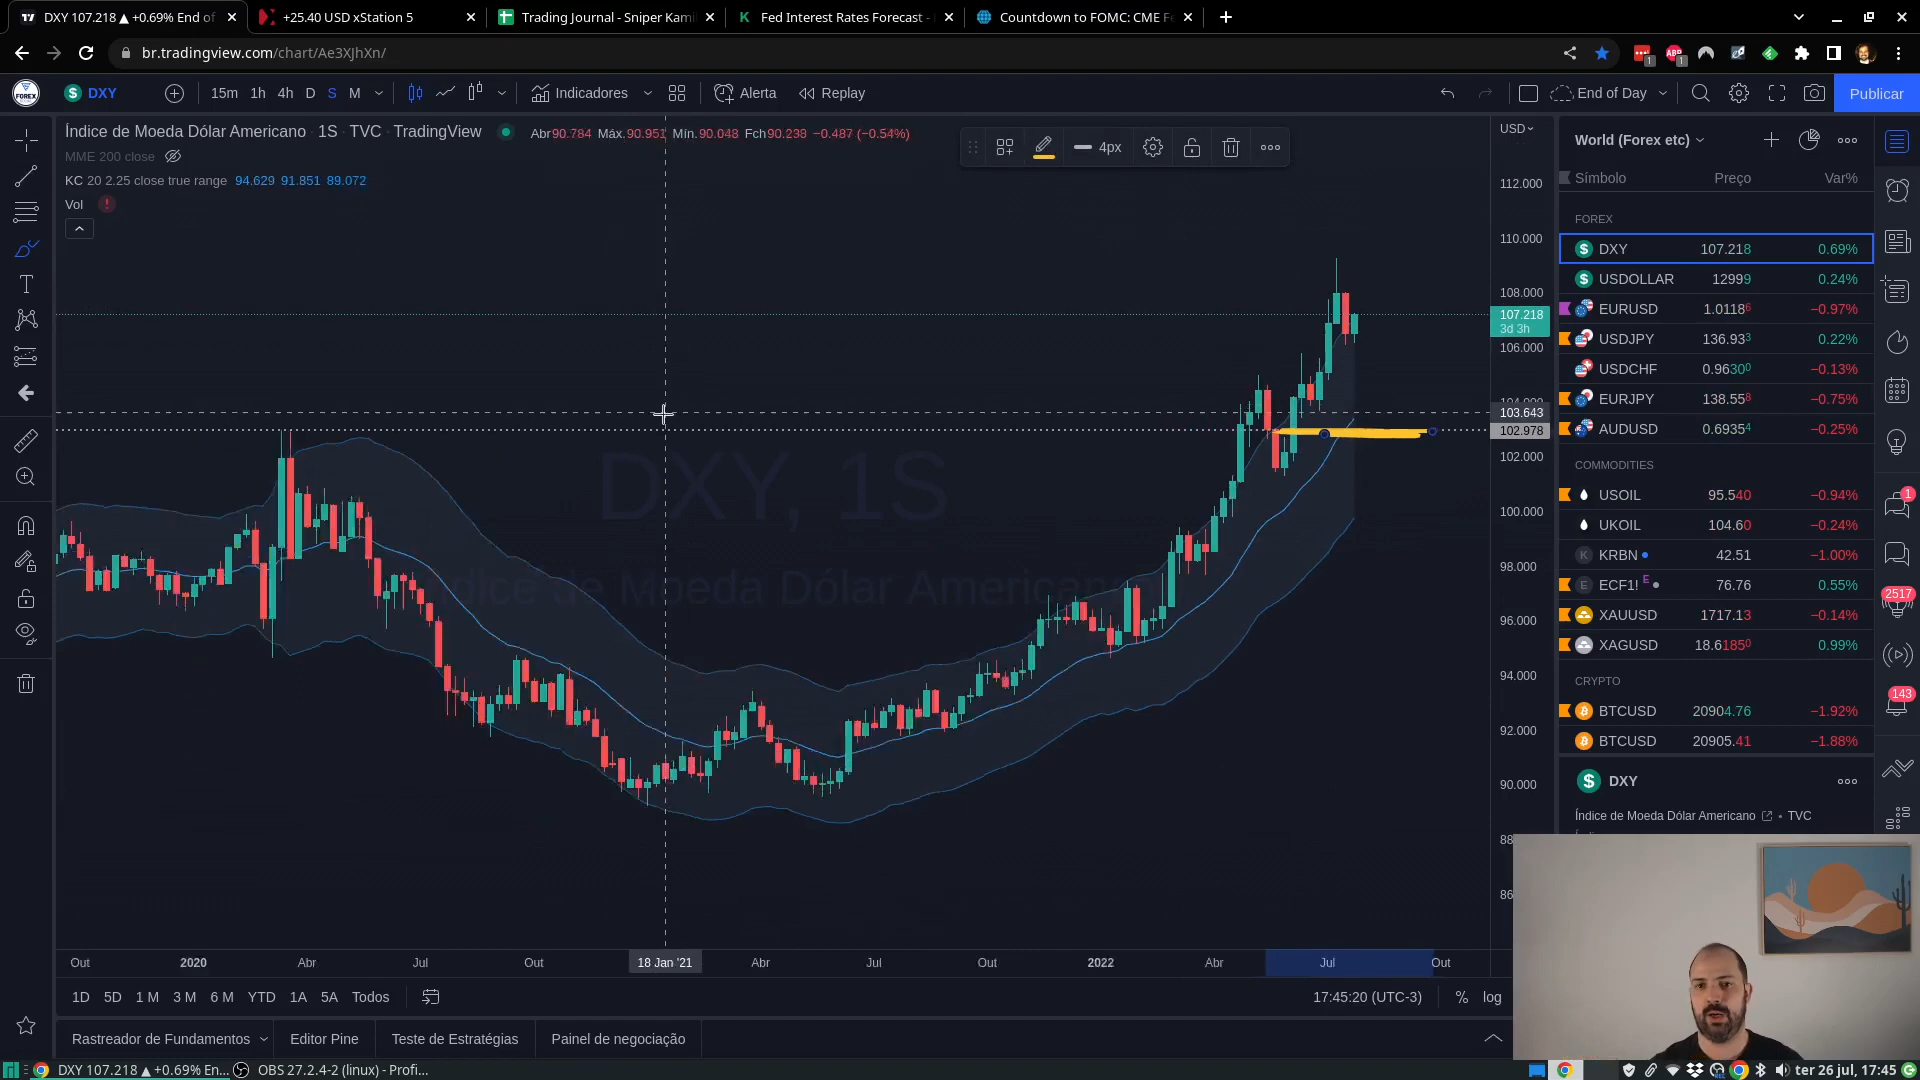 DXY 107.218 ▲ +0.69% End of
+25.40 USD xStation 5
Trading Journal - Sniper Kami
Fed Interest Rates Forecast -
Countdown to FOMC: CME Fe
br.tradingview.com/chart/Ae3XJhXn/
DXY
15m 1h 4h D S M
Indicadores
Alerta
Replay
End of Day
Publicar
Índice de Moeda Dólar Americano · 1S · TVC · TradingView
Abr90.784 Máx.90.951 Mín.90.048 Fch90.238 −0.487 (−0.54%)
MME 200 close
KC 20 2.25 close true range 94.629 91.851 89.072
Vol
4px
USD
112.000
110.000
108.000
107.218
3d 3h
106.000
103.643
102.978
102.000
100.000
98.000
96.000
94.000
92.000
90.000
DXY, 1S
Índice de Moeda Dólar Americano
Out 2020 Abr Jul Out 18 Jan '21 Abr Jul Out 2022 Abr Jul Out
1D 5D 1 M 3 M 6 M YTD 1A 5A Todos
17:45:20 (UTC-3) % log
Rastreador de Fundamentos
Editor Pine
Teste de Estratégias
Painel de negociação
World (Forex etc)
Símbolo Preço Var%
FOREX
DXY 107.218 0.69%
USDOLLAR 12999 0.24%
EURUSD 1.01186 −0.97%
USDJPY 136.933 0.22%
USDCHF 0.96300 −0.13%
EURJPY 138.558 −0.75%
AUDUSD 0.69354 −0.25%
COMMODITIES
USOIL 95.540 −0.94%
UKOIL 104.60 −0.24%
KRBN 42.51 −1.00%
ECF1! E 76.76 0.55%
XAUUSD 1717.13 −0.14%
XAGUSD 18.61850 0.99%
CRYPTO
BTCUSD 20904.76 −1.92%
BTCUSD 20905.41 −1.88%
DXY
Índice de Moeda Dólar Americano • TVC
1
2517
143
DXY 107.218 ▲ +0.69% En...
OBS 27.2.4-2 (linux) - Profi...
ter 26 jul, 17:45